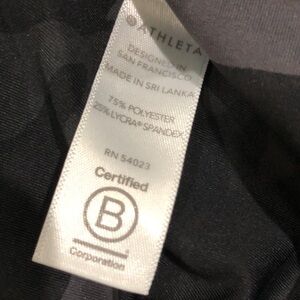 ATHLETA
DESIGNED IN
SAN FRANCISCO
MADE IN SRI LANKA
75% POLYESTER
25% LYCRA® SPANDEX
RN 54023
Certified
B
Corporation